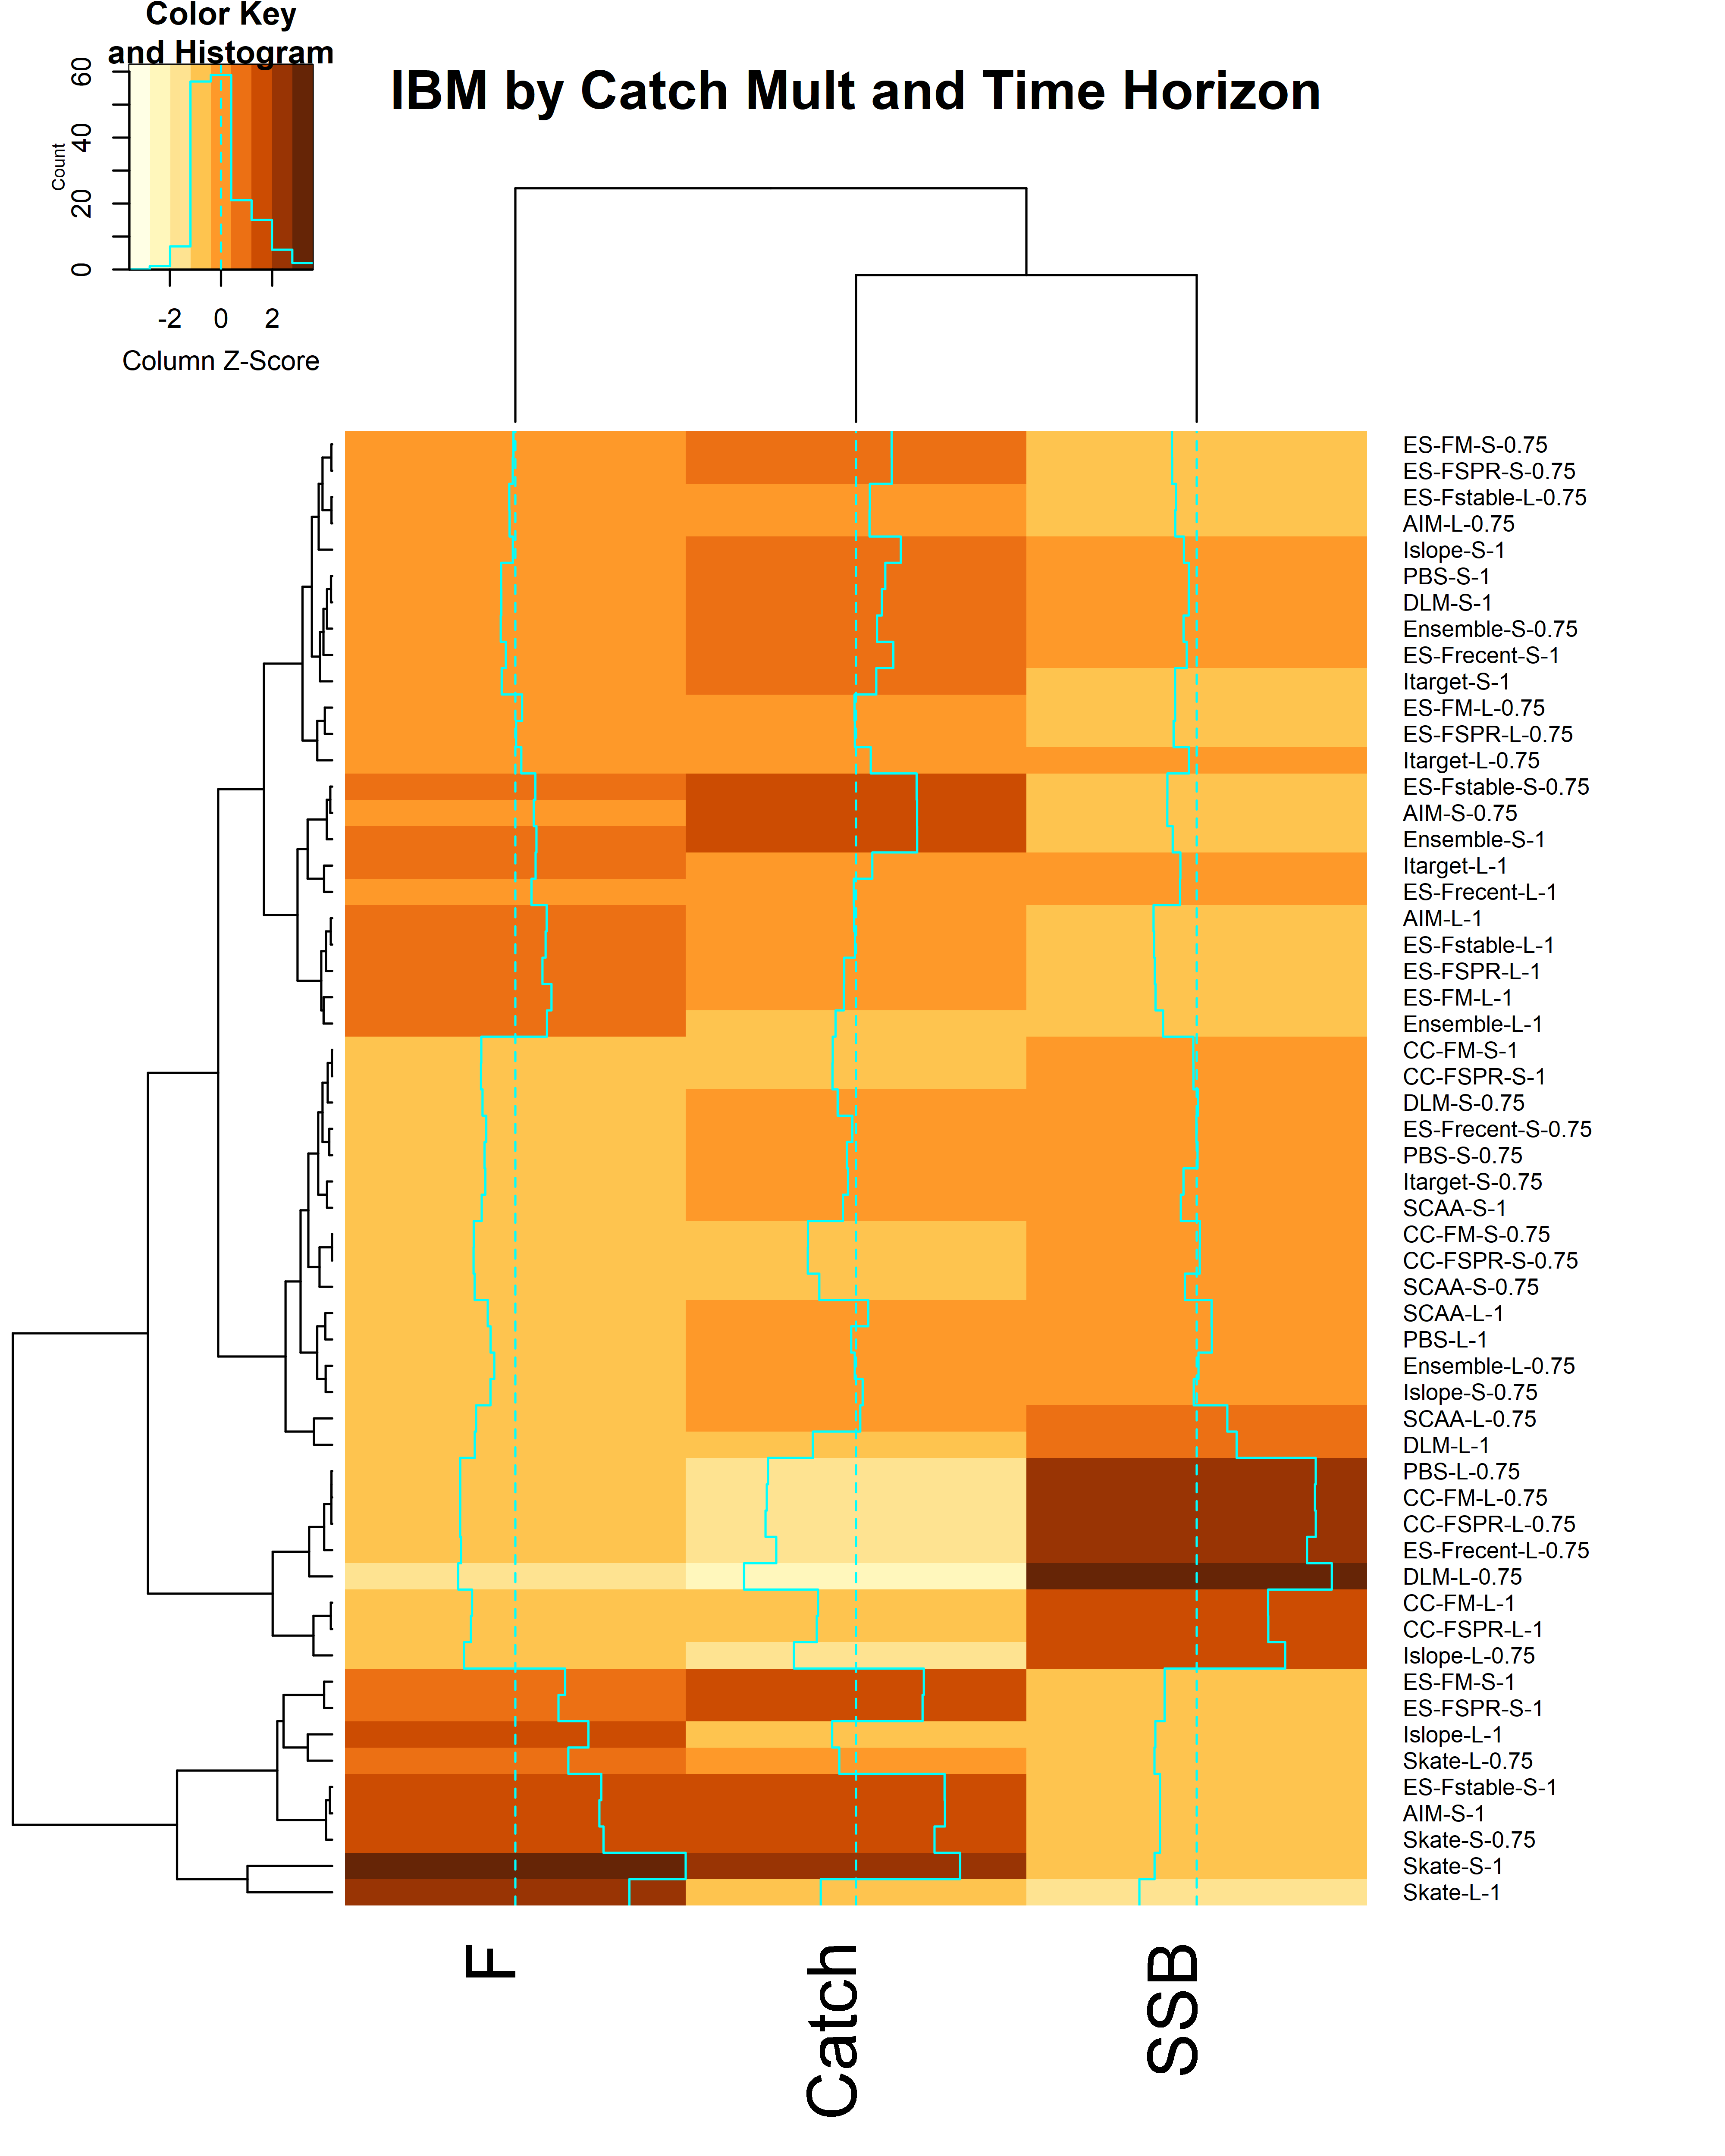 Color Key
and Histogram
IBM by Catch Mult and Time Horizon
Count
0 20 40 60
-2 0 2
Column Z-Score
ES-FM-S-0.75
ES-FSPR-S-0.75
ES-Fstable-L-0.75
AIM-L-0.75
Islope-S-1
PBS-S-1
DLM-S-1
Ensemble-S-0.75
ES-Frecent-S-1
Itarget-S-1
ES-FM-L-0.75
ES-FSPR-L-0.75
Itarget-L-0.75
ES-Fstable-S-0.75
AIM-S-0.75
Ensemble-S-1
Itarget-L-1
ES-Frecent-L-1
AIM-L-1
ES-Fstable-L-1
ES-FSPR-L-1
ES-FM-L-1
Ensemble-L-1
CC-FM-S-1
CC-FSPR-S-1
DLM-S-0.75
ES-Frecent-S-0.75
PBS-S-0.75
Itarget-S-0.75
SCAA-S-1
CC-FM-S-0.75
CC-FSPR-S-0.75
SCAA-S-0.75
SCAA-L-1
PBS-L-1
Ensemble-L-0.75
Islope-S-0.75
SCAA-L-0.75
DLM-L-1
PBS-L-0.75
CC-FM-L-0.75
CC-FSPR-L-0.75
ES-Frecent-L-0.75
DLM-L-0.75
CC-FM-L-1
CC-FSPR-L-1
Islope-L-0.75
ES-FM-S-1
ES-FSPR-S-1
Islope-L-1
Skate-L-0.75
ES-Fstable-S-1
AIM-S-1
Skate-S-0.75
Skate-S-1
Skate-L-1
F
Catch
SSB